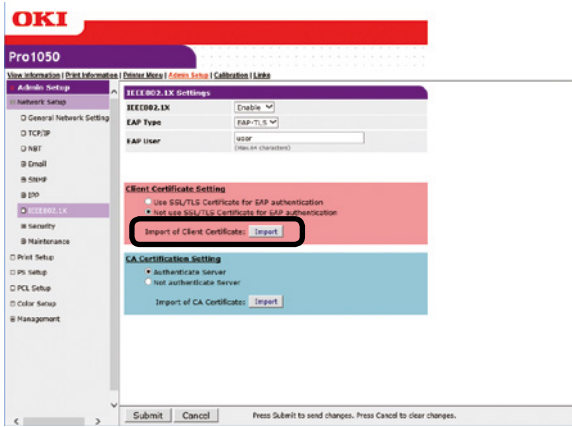 OKI
Pro1050
View Information | Print Information | Printer Menu | Admin Setup | Calibration | Links
Admin Setup
Network Setup
General Network Setting
TCP/IP
NBT
Email
SNMP
IPP
IEEE802.1X
Security
Maintenance
Print Setup
PS Setup
PCL Setup
Color Setup
Management
IEEE802.1X Settings
IEEE802.1X Enable
EAP Type EAP-TLS
EAP User user
(Max.64 characters)
Client Certificate Setting
Use SSL/TLS Certificate for EAP authentication
Not use SSL/TLS Certificate for EAP authentication
Import of Client Certificate: Import
CA Certification Setting
Authenticate Server
Not authenticate Server
Import of CA Certificate: Import
Submit Cancel Press Submit to send changes. Press Cancel to clear changes.